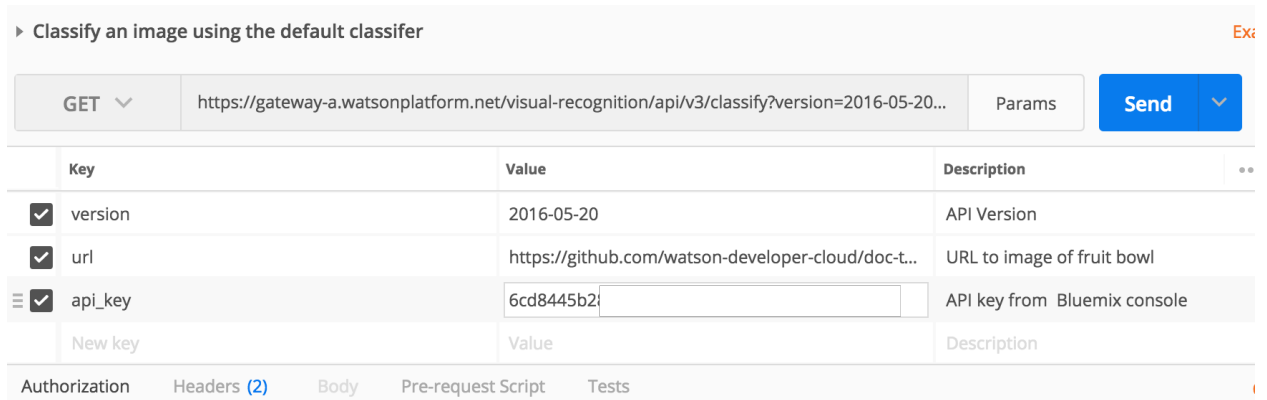 Classify an image using the default classifer
Exa
GET https://gateway-a.watsonplatform.net/visual-recognition/api/v3/classify?version=2016-05-20... Params Send
Key Value Description
version 2016-05-20 API Version
url https://github.com/watson-developer-cloud/doc-t... URL to image of fruit bowl
api_key 6cd8445b28 API key from Bluemix console
New key Value Description
Authorization Headers (2) Body Pre-request Script Tests